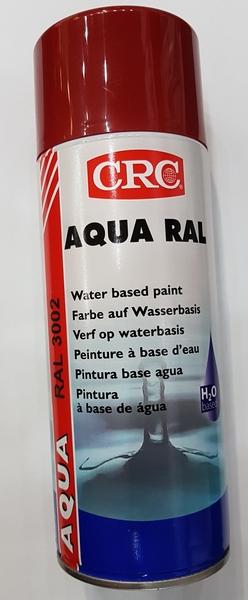 CRC
AQUA RAL
Water based paint
Farbe auf Wasserbasis
Verf op waterbasis
Peinture à base d'eau
Pintura base agua
Pintura
à base de água
H₂O
based
AQUA RAL 3002